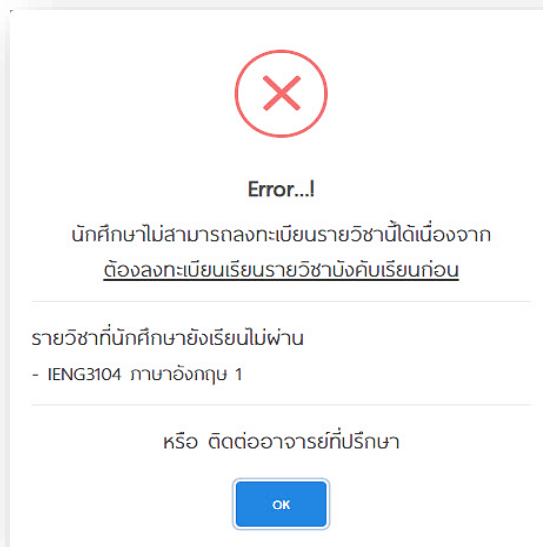 Error...!
นักศึกษาไม่สามารถลงทะเบียนรายวิชานี้ได้เนื่องจาก
ต้องลงทะเบียนเรียนรายวิชาบังคับเรียนก่อน
รายวิชาที่นักศึกษายังเรียนไม่ผ่าน
- IENG3104 ภาษาอังกฤษ 1
หรือ ติดต่ออาจารย์ที่ปรึกษา
OK